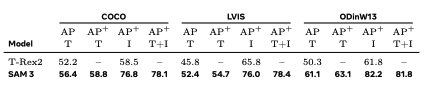 COCO LVIS ODinW13
AP AP⁺ AP⁺ AP⁺ AP AP⁺ AP⁺ AP⁺ AP AP⁺ AP⁺ AP⁺
Model T T I T+I T T I T+I T T I T+I
T-Rex2 52.2 – 58.5 – 45.8 – 65.8 – 50.3 – 61.8 –
SAM 3 56.4 58.8 76.8 78.1 52.4 54.7 76.0 78.4 61.1 63.1 82.2 81.8